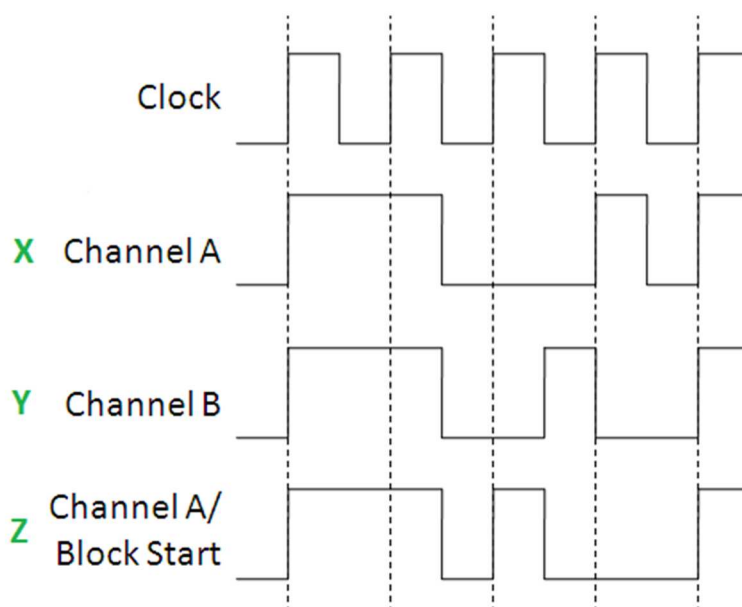 Clock
X Channel A
Y Channel B
Z Channel A/
Block Start